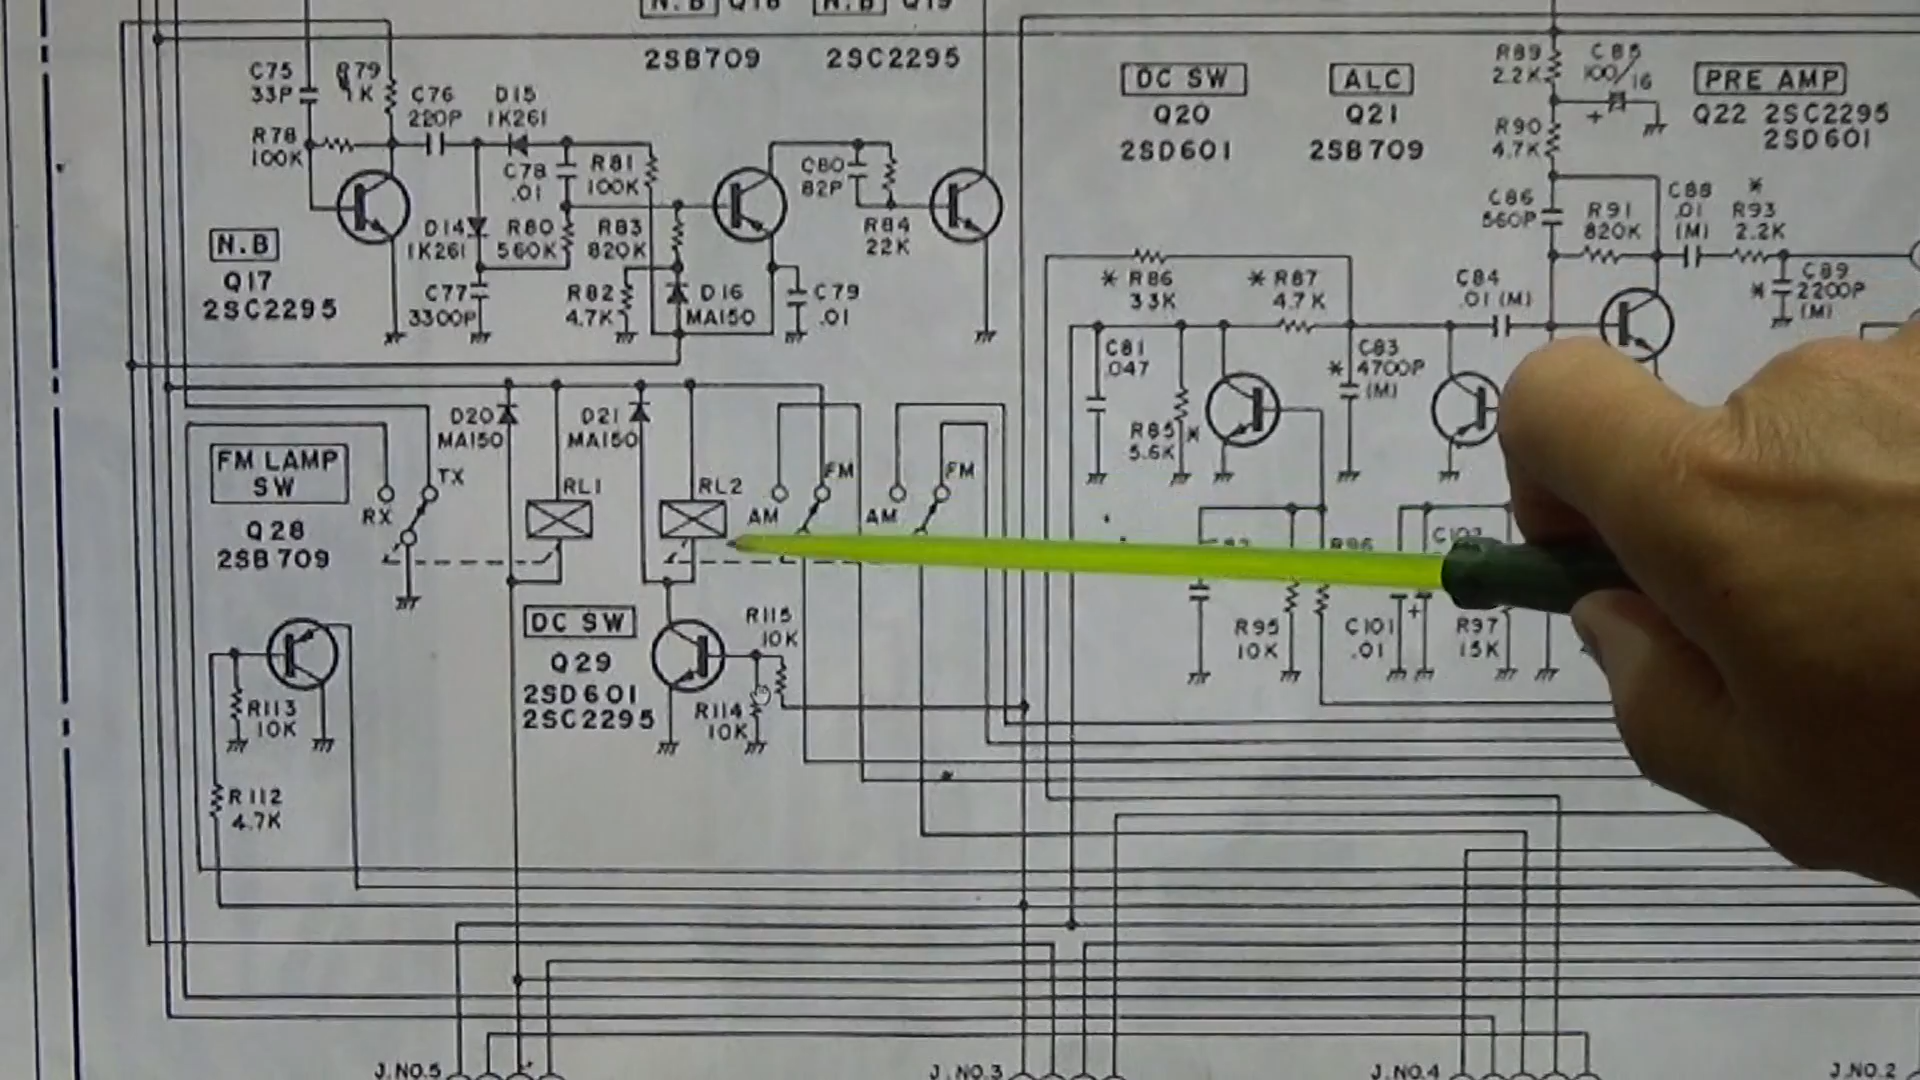 N.B Q18 N.B Q19
2SB709 2SC2295
C75
33P
R79
1K
C76
220P
D15
1K261
R78
100K
C78
.01
R81
100K
C80
82P
D14
1K261
R80
560K
R83
820K
R84
22K
N.B
Q17
2SC2295
C77
3300P
R82
4.7K
D16
MA150
C79
.01
DC SW
Q20
2SD601
ALC
Q21
2SB709
R89
2.2K
C85
100/16
+
PRE AMP
Q22 2SC2295
2SD601
R90
4.7K
C86
560P
R91
820K
C88
.01
(M)
*
R93
2.2K
* R86
33K
* R87
4.7K
C84
.01 (M)
* C89
2200P
(M)
C81
.047
C83
* 4700P
(M)
R85 *
5.6K
D20
MA150
D21
MA150
FM LAMP
SW
Q28
2SB709
RX
TX
RL1
RL2
AM
FM
AM
FM
R113
10K
DC SW
Q29
2SD601
2SC2295
R115
10K
R114
10K
R112
4.7K
R96
R95
10K
C101
.01
+
R97
15K
J.NO.5
J.NO.3
J.NO.4
J.NO.2